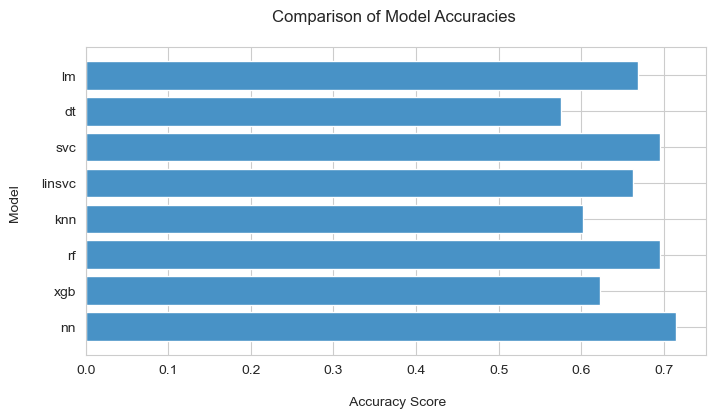 Comparison of Model Accuracies
Model
lm
dt
svc
linsvc
knn
rf
xgb
nn
0.0 0.1 0.2 0.3 0.4 0.5 0.6 0.7
Accuracy Score